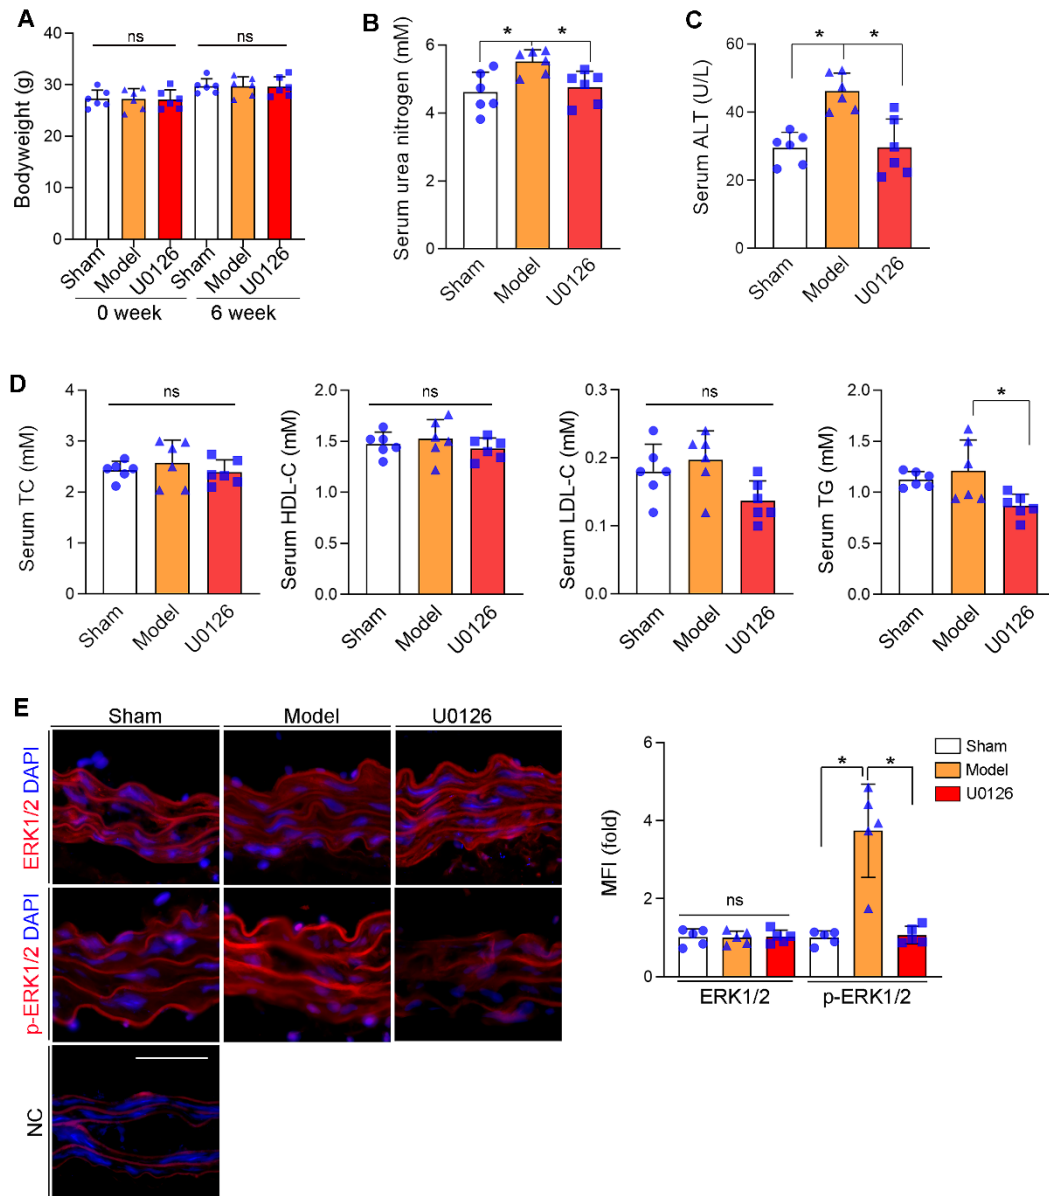 A
Bodyweight (g)
40
30
20
10
0
ns
ns
Sham
Model
U0126
Sham
Model
U0126
0 week
6 week
B
Serum urea nitrogen (mM)
6
4
2
0
*
*
Sham
Model
U0126
C
Serum ALT (U/L)
60
40
20
0
*
*
Sham
Model
U0126
D
Serum TC (mM)
4
3
2
1
0
ns
Sham
Model
U0126
Serum HDL-C (mM)
2.0
1.5
1.0
0.5
0.0
ns
Sham
Model
U0126
Serum LDL-C (mM)
0.3
0.2
0.1
0.0
ns
Sham
Model
U0126
Serum TG (mM)
2.0
1.5
1.0
0.5
0.0
*
Sham
Model
U0126
E
Sham
Model
U0126
ERK1/2 DAPI
p-ERK1/2 DAPI
NC
MFI (fold)
6
4
2
0
ns
*
*
ERK1/2
p-ERK1/2
Sham
Model
U0126